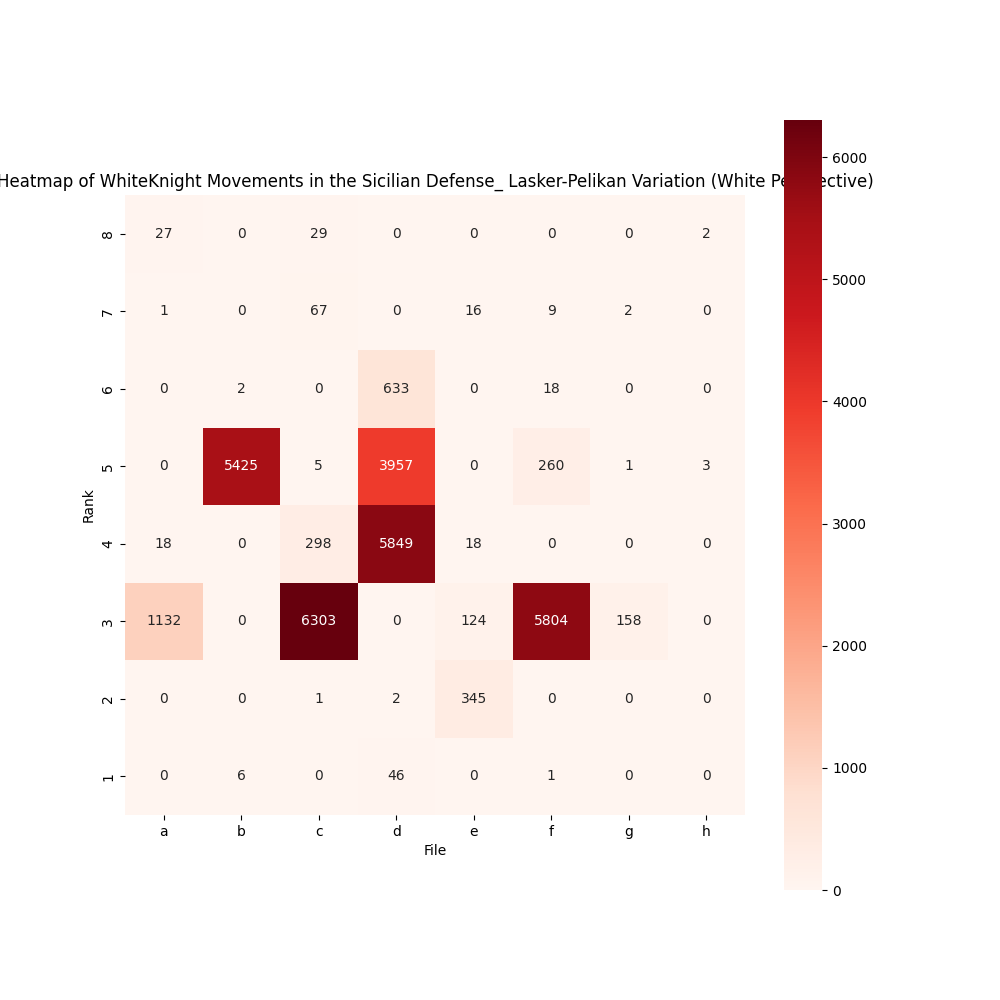 Heatmap of WhiteKnight Movements in the Sicilian Defense_ Lasker-Pelikan Variation (White Pe ective)
8 27 0 29 0 0 0 0 2
7 1 0 67 0 16 9 2 0
6 0 2 0 633 0 18 0 0
5 0 5425 5 3957 0 260 1 3
Rank
4 18 0 298 5849 18 0 0 0
3 1132 0 6303 0 124 5804 158 0
2 0 0 1 2 345 0 0 0
1 0 6 0 46 0 1 0 0
a b c d e f g h
File
6000
5000
4000
3000
2000
1000
0